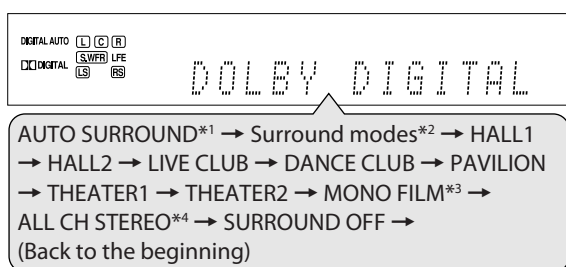 DIGITAL AUTO L C R
DIGITAL S.WFR LFE
LS RS
DOLBY DIGITAL
AUTO SURROUND*1 → Surround modes*2 → HALL1
→ HALL2 → LIVE CLUB → DANCE CLUB → PAVILION
→ THEATER1 → THEATER2 → MONO FILM*3 →
ALL CH STEREO*4 → SURROUND OFF →
(Back to the beginning)